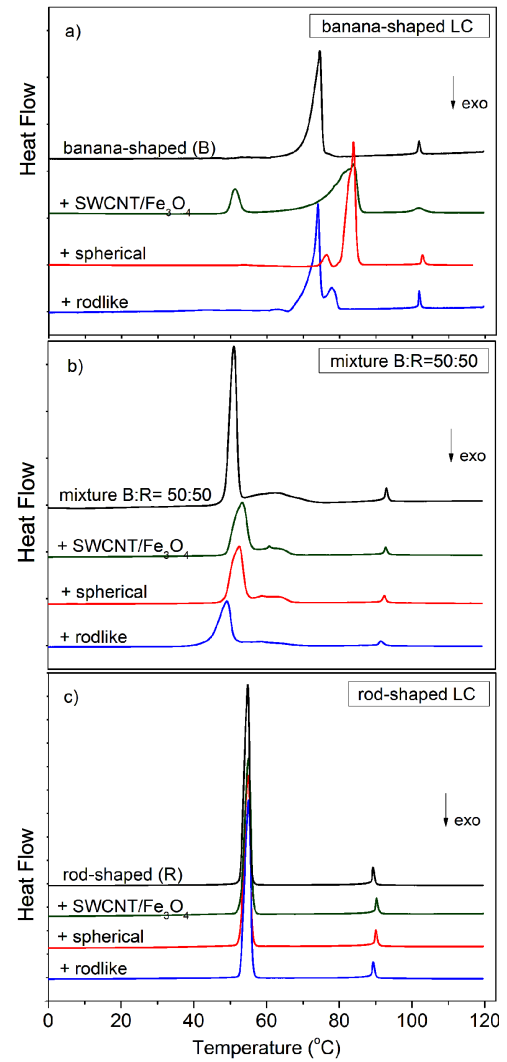 a)
banana-shaped LC
exo
banana-shaped (B)
+ SWCNT/Fe₃O₄
+ spherical
+ rodlike
Heat Flow
b)
mixture B:R=50:50
exo
mixture B:R= 50:50
+ SWCNT/Fe₃O₄
+ spherical
+ rodlike
Heat Flow
c)
rod-shaped LC
exo
rod-shaped (R)
+ SWCNT/Fe₃O₄
+ spherical
+ rodlike
Heat Flow
0 20 40 60 80 100 120
Temperature (°C)